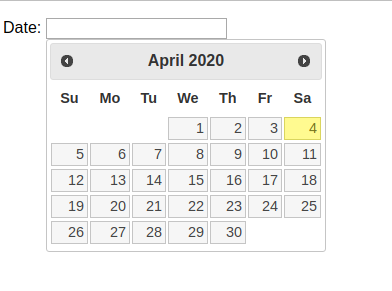 Date:
April 2020
Su Mo Tu We Th Fr Sa
1 2 3 4
5 6 7 8 9 10 11
12 13 14 15 16 17 18
19 20 21 22 23 24 25
26 27 28 29 30